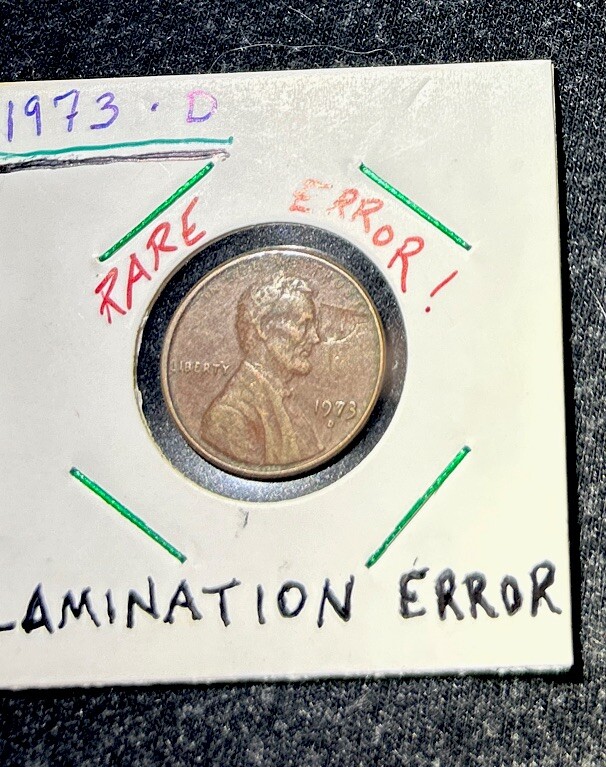 1973 · D
RARE ERROR!
LIBERTY
1973
D
LAMINATION ERROR